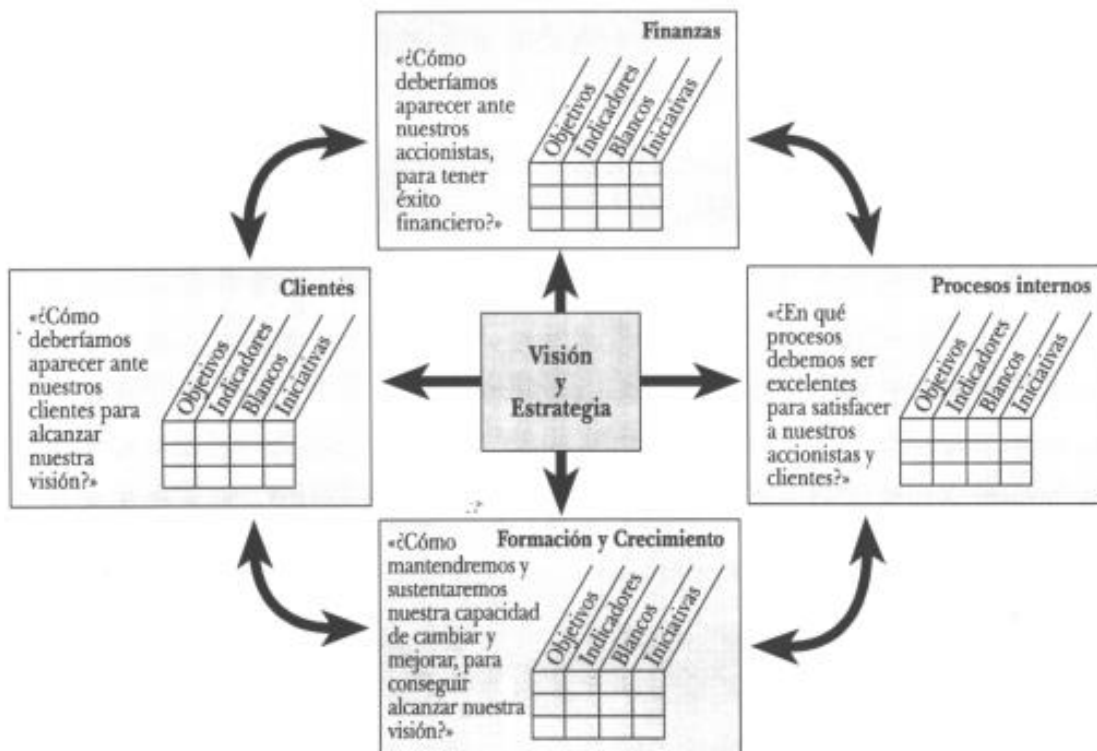 Finanzas
«¿Cómo
deberíamos
aparecer ante
nuestros
accionistas,
para tener
éxito
financiero?»
Objetivos
Indicadores
Blancos
Iniciativas
Clientes
«¿Cómo
deberíamos
aparecer ante
nuestros
clientes para
alcanzar
nuestra
visión?»
Objetivos
Indicadores
Blancos
Iniciativas
Visión
y
Estrategia
Procesos internos
«¿En qué
procesos
debemos ser
excelentes
para satisfacer
a nuestros
accionistas y
clientes?»
Objetivos
Indicadores
Blancos
Iniciativas
Formación y Crecimiento
«¿Cómo
mantendremos y
sustentaremos
nuestra capacidad
de cambiar y
mejorar, para
conseguir
alcanzar nuestra
visión?»
Objetivos
Indicadores
Blancos
Iniciativas